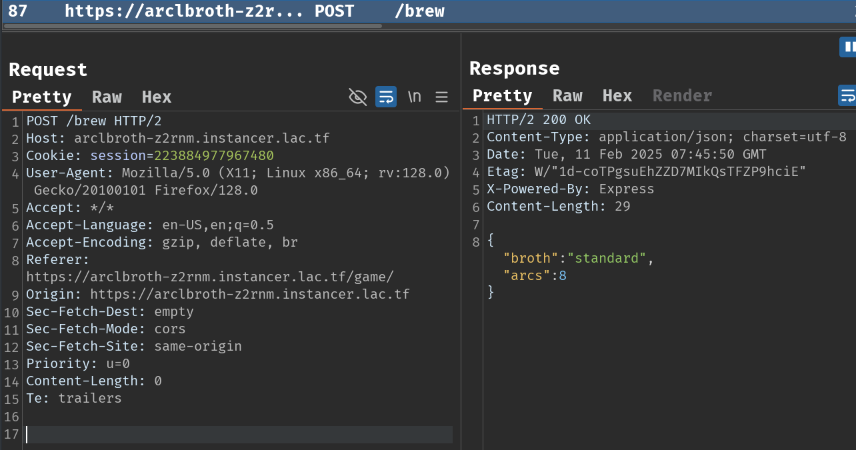 87 https://arclbroth-z2r... POST /brew
Request
Pretty Raw Hex \n
1 POST /brew HTTP/2
2 Host: arclbroth-z2rnm.instancer.lac.tf
3 Cookie: session=223884977967480
4 User-Agent: Mozilla/5.0 (X11; Linux x86_64; rv:128.0)
Gecko/20100101 Firefox/128.0
5 Accept: */*
6 Accept-Language: en-US,en;q=0.5
7 Accept-Encoding: gzip, deflate, br
8 Referer:
https://arclbroth-z2rnm.instancer.lac.tf/game/
9 Origin: https://arclbroth-z2rnm.instancer.lac.tf
10 Sec-Fetch-Dest: empty
11 Sec-Fetch-Mode: cors
12 Sec-Fetch-Site: same-origin
13 Priority: u=0
14 Content-Length: 0
15 Te: trailers
16
17
Response
Pretty Raw Hex Render
1 HTTP/2 200 OK
2 Content-Type: application/json; charset=utf-8
3 Date: Tue, 11 Feb 2025 07:45:50 GMT
4 Etag: W/"1d-coTPgsuEhZZD7MIkQsTFZP9hciE"
5 X-Powered-By: Express
6 Content-Length: 29
7
8 {
"broth":"standard",
"arcs":8
}